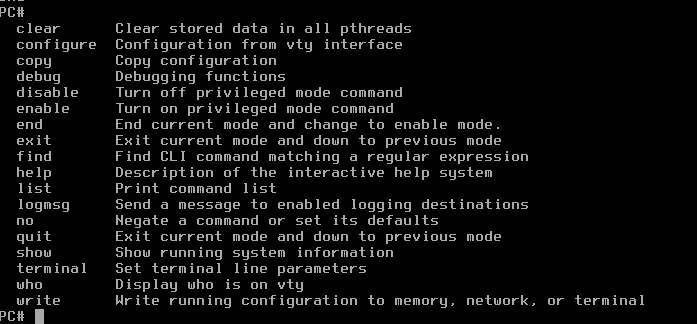 PC#
clear Clear stored data in all pthreads
configure Configuration from vty interface
copy Copy configuration
debug Debugging functions
disable Turn off privileged mode command
enable Turn on privileged mode command
end End current mode and change to enable mode.
exit Exit current mode and down to previous mode
find Find CLI command matching a regular expression
help Description of the interactive help system
list Print command list
logmsg Send a message to enabled logging destinations
no Negate a command or set its defaults
quit Exit current mode and down to previous mode
show Show running system information
terminal Set terminal line parameters
who Display who is on vty
write Write running configuration to memory, network, or terminal
PC#